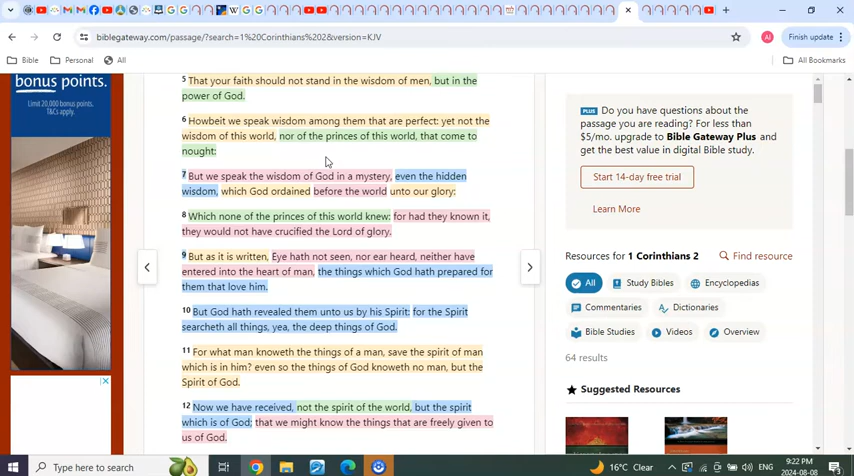 biblegateway.com/passage/?search=1%20Corinthians%202&version=KJV
AI
Finish update
Bible
Personal
All
All Bookmarks
bonus points.
Limit 20,000 bonus points.
T&Cs apply.
5 That your faith should not stand in the wisdom of men, but in the
power of God.
6 Howbeit we speak wisdom among them that are perfect: yet not the
wisdom of this world, nor of the princes of this world, that come to
nought:
7 But we speak the wisdom of God in a mystery, even the hidden
wisdom, which God ordained before the world unto our glory:
8 Which none of the princes of this world knew: for had they known it,
they would not have crucified the Lord of glory.
9 But as it is written, Eye hath not seen, nor ear heard, neither have
entered into the heart of man, the things which God hath prepared for
them that love him.
10 But God hath revealed them unto us by his Spirit: for the Spirit
searcheth all things, yea, the deep things of God.
11 For what man knoweth the things of a man, save the spirit of man
which is in him? even so the things of God knoweth no man, but the
Spirit of God.
12 Now we have received, not the spirit of the world, but the spirit
which is of God; that we might know the things that are freely given to
us of God.
PLUS Do you have questions about the
passage you are reading? For less than
$5/mo. upgrade to Bible Gateway Plus and
get the best value in digital Bible study.
Start 14-day free trial
Learn More
Resources for 1 Corinthians 2
Find resource
All
Study Bibles
Encyclopedias
Commentaries
Dictionaries
Bible Studies
Videos
Overview
64 results
Suggested Resources
Type here to search
16°C Clear
ENG
9:22 PM
2024-08-08
3